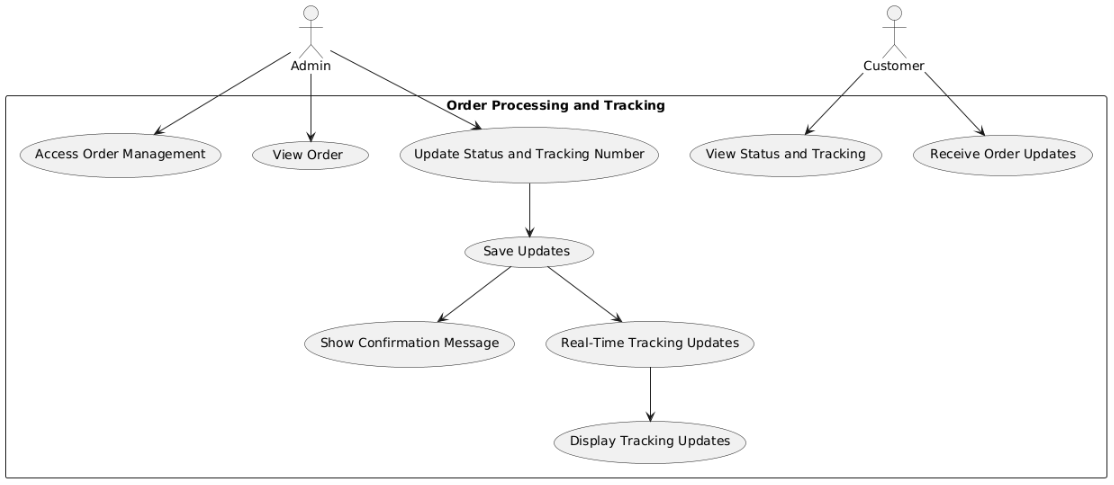 Admin
Customer
Order Processing and Tracking
Access Order Management
View Order
Update Status and Tracking Number
View Status and Tracking
Receive Order Updates
Save Updates
Show Confirmation Message
Real-Time Tracking Updates
Display Tracking Updates